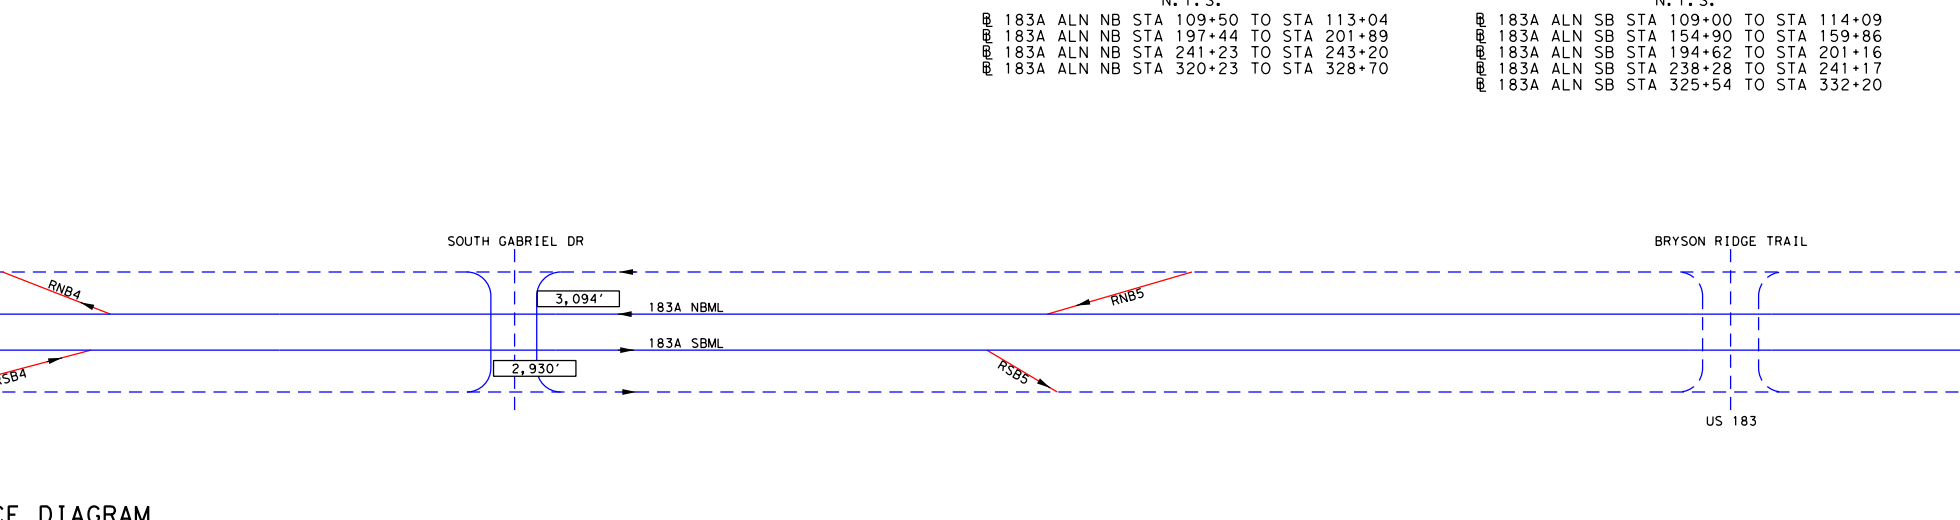 N.T.S.
N.T.S.
℄ 183A ALN NB STA 109+50 TO STA 113+04
℄ 183A ALN NB STA 197+44 TO STA 201+89
℄ 183A ALN NB STA 241+23 TO STA 243+20
℄ 183A ALN NB STA 320+23 TO STA 328+70
℄ 183A ALN SB STA 109+00 TO STA 114+09
℄ 183A ALN SB STA 154+90 TO STA 159+86
℄ 183A ALN SB STA 194+62 TO STA 201+16
℄ 183A ALN SB STA 238+28 TO STA 241+17
℄ 183A ALN SB STA 325+54 TO STA 332+20
SOUTH GABRIEL DR
BRYSON RIDGE TRAIL
RNB4
3,094'
183A NBML
RNB5
183A SBML
RSB4
2,930'
RSB5
US 183
CE DIAGRAM